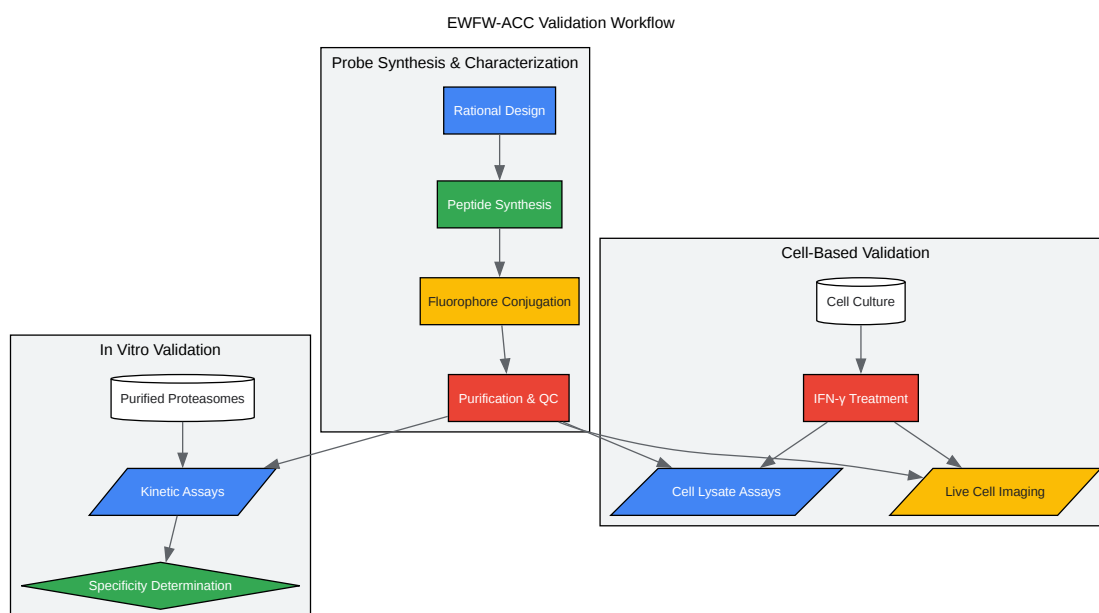 EWFW-ACC Validation Workflow
Probe Synthesis & Characterization
Rational Design
Peptide Synthesis
Fluorophore Conjugation
Purification & QC
Cell-Based Validation
Cell Culture
IFN-γ Treatment
Cell Lysate Assays
Live Cell Imaging
In Vitro Validation
Purified Proteasomes
Kinetic Assays
Specificity Determination